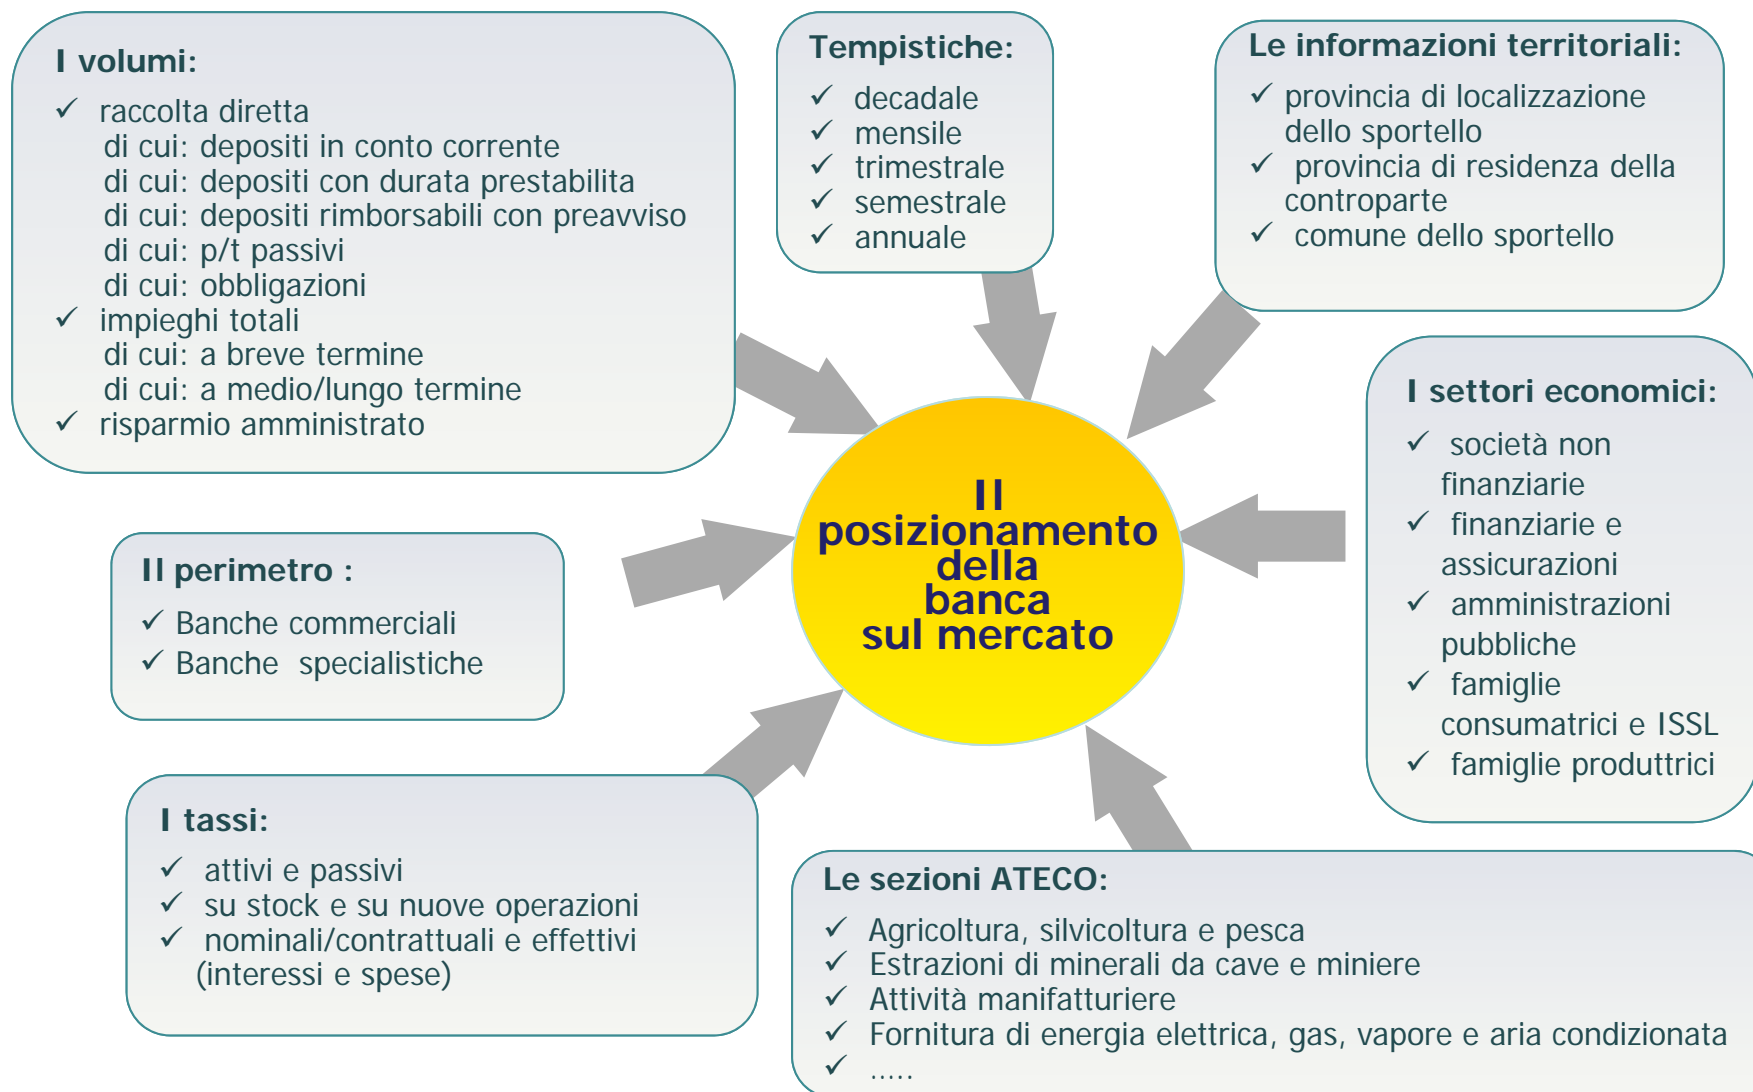 I volumi:
✓ raccolta diretta
di cui: depositi in conto corrente
di cui: depositi con durata prestabilita
di cui: depositi rimborsabili con preavviso
di cui: p/t passivi
di cui: obbligazioni
✓ impieghi totali
di cui: a breve termine
di cui: a medio/lungo termine
✓ risparmio amministrato
Tempistiche:
✓ decadale
✓ mensile
✓ trimestrale
✓ semestrale
✓ annuale
Le informazioni territoriali:
✓ provincia di localizzazione
dello sportello
✓ provincia di residenza della
controparte
✓ comune dello sportello
I settori economici:
✓ società non
finanziarie
✓ finanziarie e
assicurazioni
✓ amministrazioni
pubbliche
✓ famiglie
consumatrici e ISSL
✓ famiglie produttrici
Il
posizionamento
della
banca
sul mercato
Il perimetro :
✓ Banche commerciali
✓ Banche specialistiche
I tassi:
✓ attivi e passivi
✓ su stock e su nuove operazioni
✓ nominali/contrattuali e effettivi
(interessi e spese)
Le sezioni ATECO:
✓ Agricoltura, silvicoltura e pesca
✓ Estrazioni di minerali da cave e miniere
✓ Attività manifatturiere
✓ Fornitura di energia elettrica, gas, vapore e aria condizionata
✓ .....